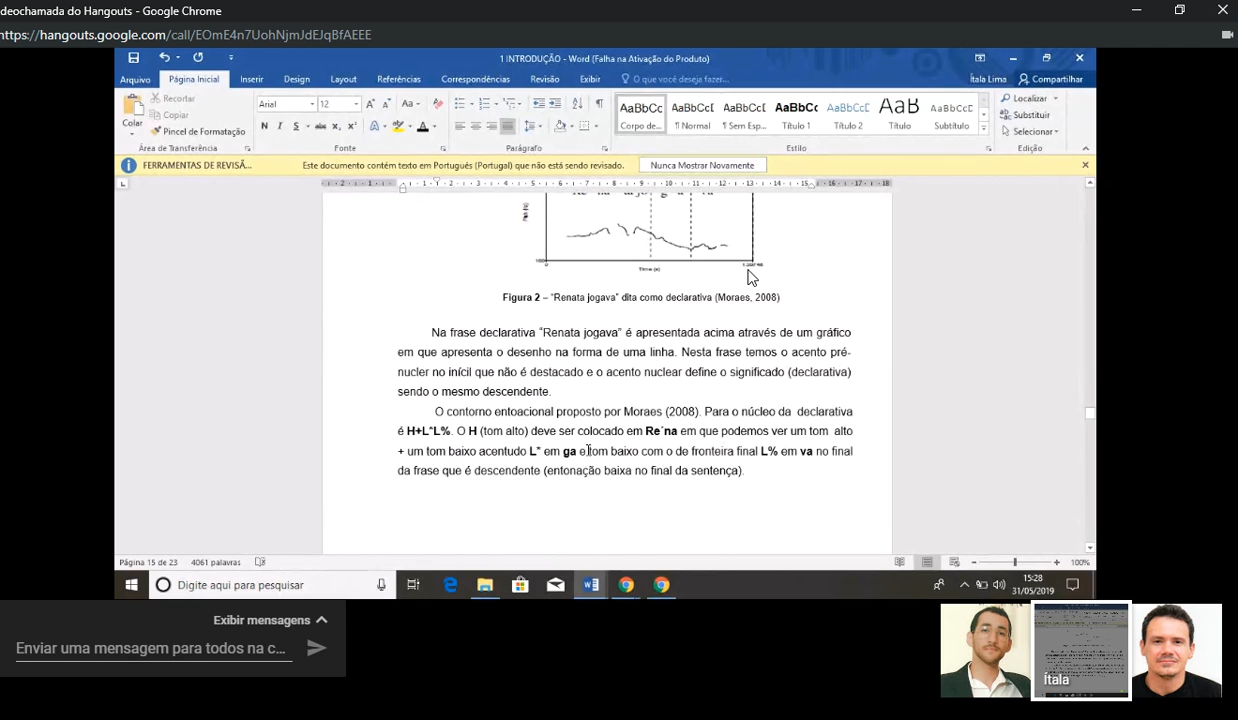 deochamada do Hangouts - Google Chrome
https://hangouts.google.com/call/EOmE4n7UohNjmJdEJqBfAEEE
1 INTRODUÇÃO - Word (Falha na Ativação do Produto)
Arquivo Página Inicial Inserir Design Layout Referências Correspondências Revisão Exibir O que você deseja fazer... Ítala Lima Compartilhar
Colar
Recortar
Copiar
Pincel de Formatação
Área de Transferência
Arial 12
Fonte
Parágrafo
AaBbCc AaBbCcI AaBbCcI AaBbCc AaBbCcI AaB AaBbCcI
Corpo de... ¶ Normal ¶ Sem Esp... Título 1 Título 2 Título Subtítulo
Estilo
Localizar
Substituir
Selecionar
Edição
FERRAMENTAS DE REVISÃ... Este documento contém texto em Português (Portugal) que não está sendo revisado. Nunca Mostrar Novamente
Time (s)
Figura 2 – “Renata jogava” dita como declarativa (Moraes, 2008)
Na frase declarativa “Renata jogava” é apresentada acima através de um gráfico
em que apresenta o desenho na forma de uma linha. Nesta frase temos o acento pré-
nucler no inícil que não é destacado e o acento nuclear define o significado (declarativa)
sendo o mesmo descendente.
O contorno entoacional proposto por Moraes (2008). Para o núcleo da declarativa
é H+L*L%. O H (tom alto) deve ser colocado em Re´na em que podemos ver um tom alto
+ um tom baixo acentudo L* em ga e tom baixo com o de fronteira final L% em va no final
da frase que é descendente (entonação baixa no final da sentença).
Página 15 de 23 4061 palavras 100%
Digite aqui para pesquisar
15:28
31/05/2019
Exibir mensagens
Enviar uma mensagem para todos na c...
Ítala